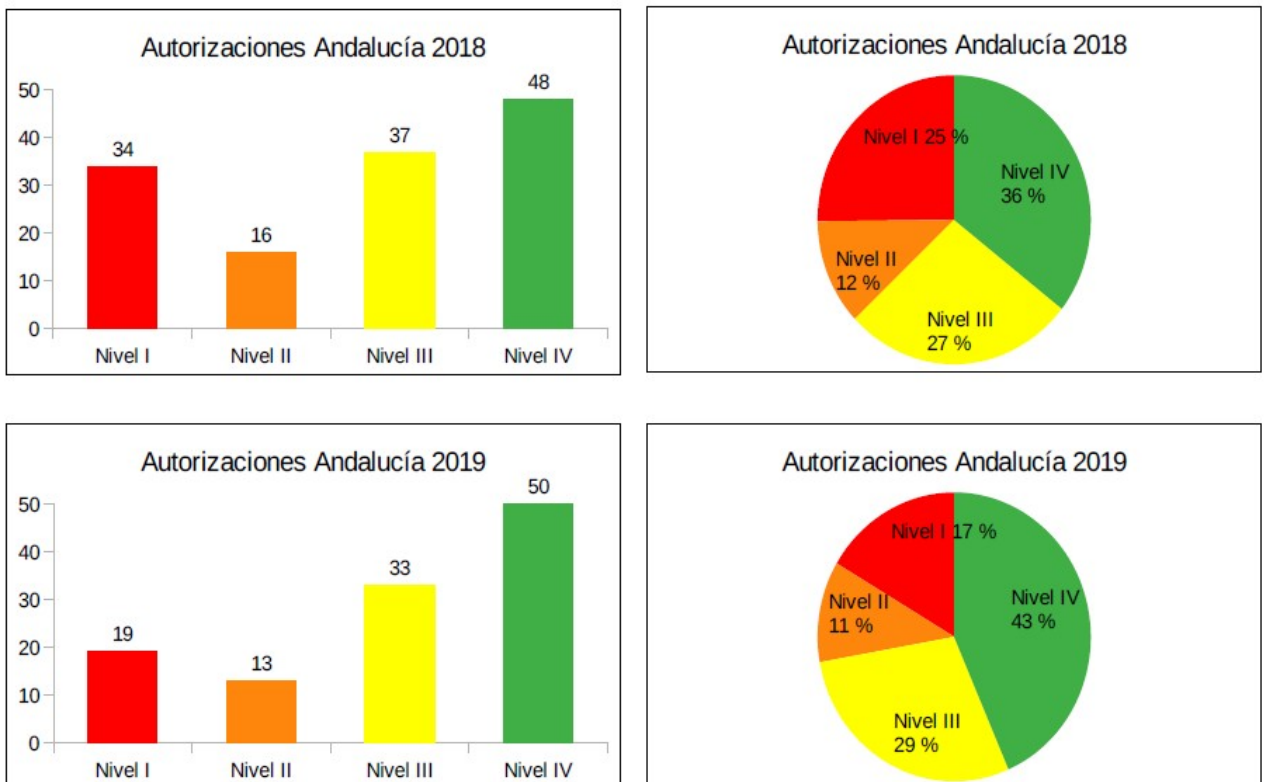 Autorizaciones Andalucía 2018
50
40
30
20
10
0
34
16
37
48
Nivel I
Nivel II
Nivel III
Nivel IV
Autorizaciones Andalucía 2018
Nivel I 25 %
Nivel IV
36 %
Nivel II
12 %
Nivel III
27 %
Autorizaciones Andalucía 2019
50
40
30
20
10
0
19
13
33
50
Nivel I
Nivel II
Nivel III
Nivel IV
Autorizaciones Andalucía 2019
Nivel I 17 %
Nivel IV
43 %
Nivel II
11 %
Nivel III
29 %